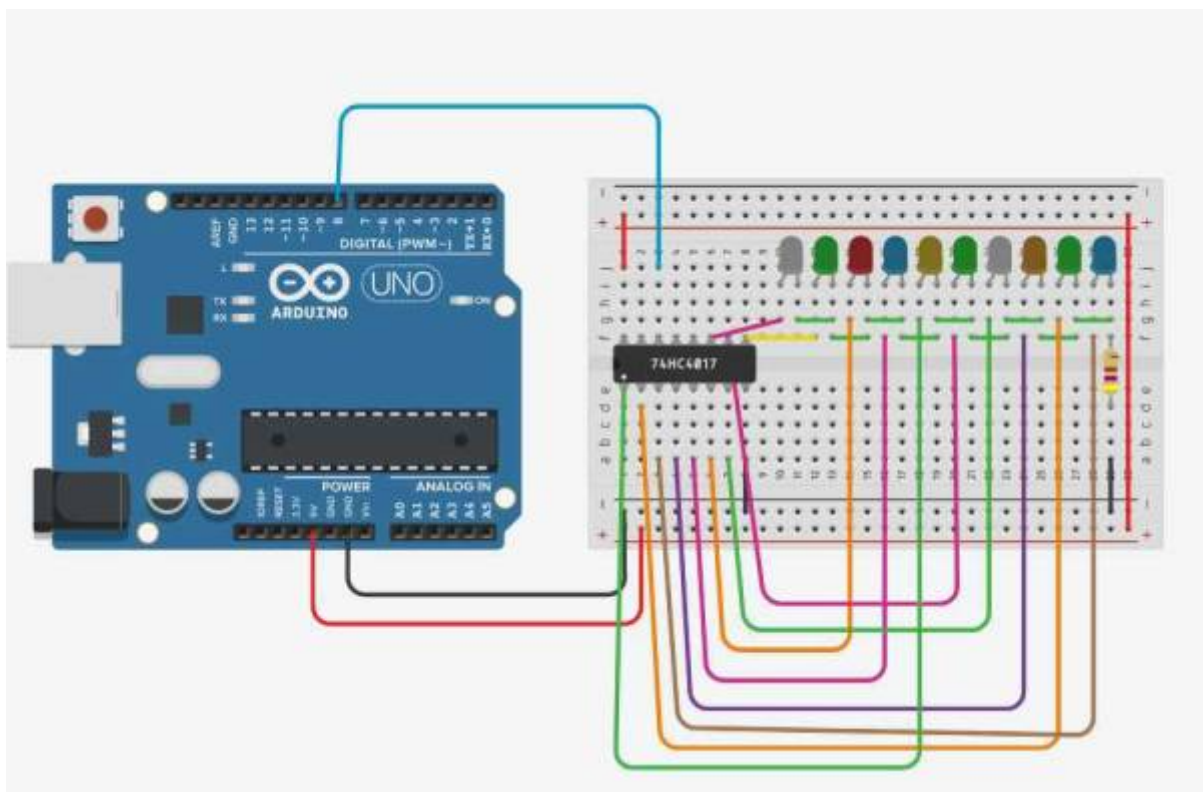 AREF
GND
13
12
~11
~10
~9
8
7
~6
~5
4
~3
2
TX→1
RX←0
DIGITAL (PWM~)
L
TX
RX
ARDUINO
UNO
ON
74HC4017
POWER
ANALOG IN
IOREF
RESET
3.3V
5V
GND
GND
Vin
A0
A1
A2
A3
A4
A5
j
i
h
g
f
e
d
c
b
a